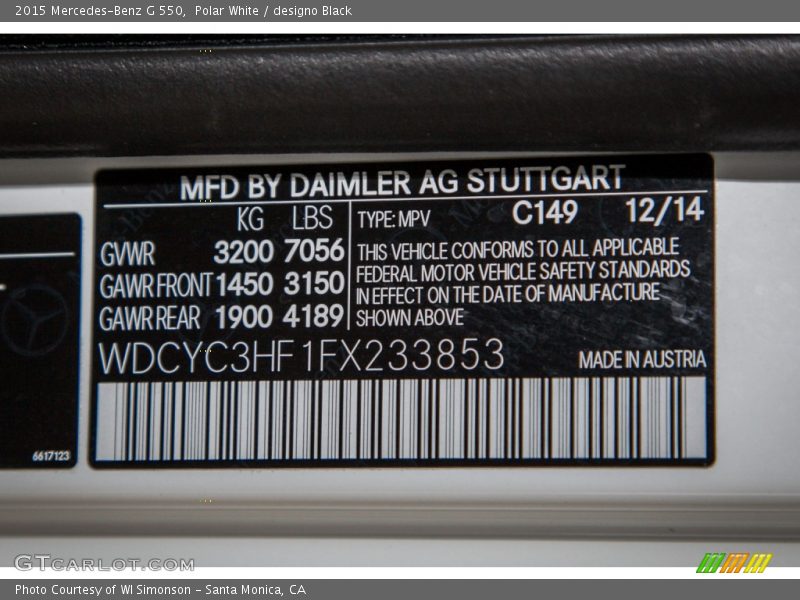 2015 Mercedes-Benz G 550,  Polar White / designo Black
MFD BY DAIMLER AG STUTTGART
KG LBS
GVWR 3200 7056
GAWR FRONT 1450 3150
GAWR REAR 1900 4189
TYPE: MPV C149 12/14
THIS VEHICLE CONFORMS TO ALL APPLICABLE
FEDERAL MOTOR VEHICLE SAFETY STANDARDS
IN EFFECT ON THE DATE OF MANUFACTURE
SHOWN ABOVE
WDCYC3HF1FX233853 MADE IN AUSTRIA
6617123
GTCARLOT.COM
Photo Courtesy of WI Simonson - Santa Monica, CA